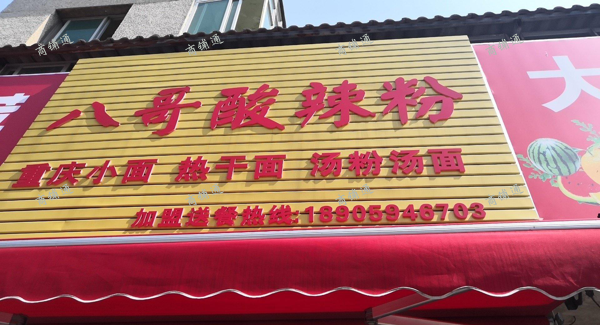 八哥酸辣粉
重庆小面 热干面 汤粉汤面
加盟送餐热线:18905946703
大